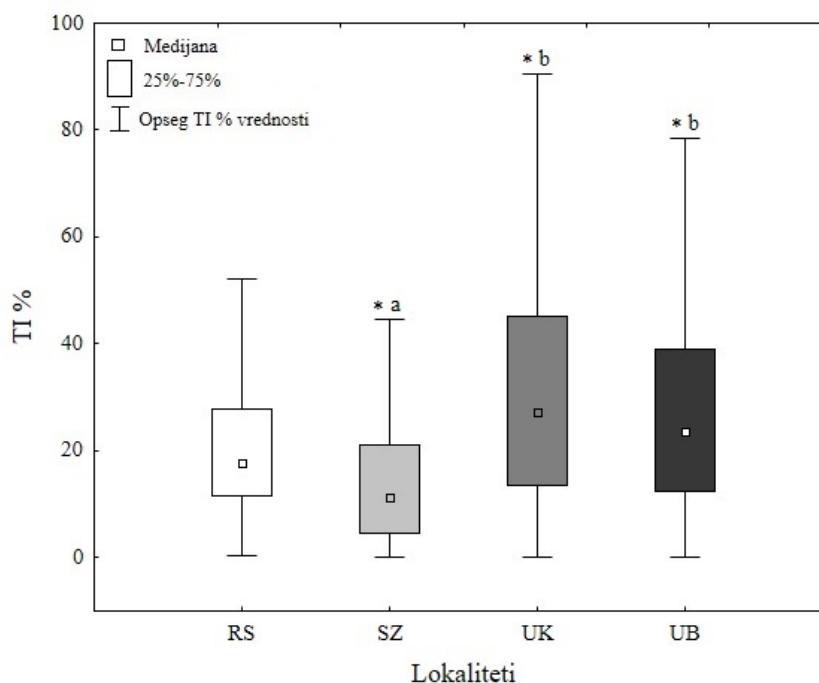 100
80
60
40
20
0
TI %
Medijana
25%-75%
Opseg TI % vrednosti
* a
* b
* b
RS SZ UK UB
Lokaliteti